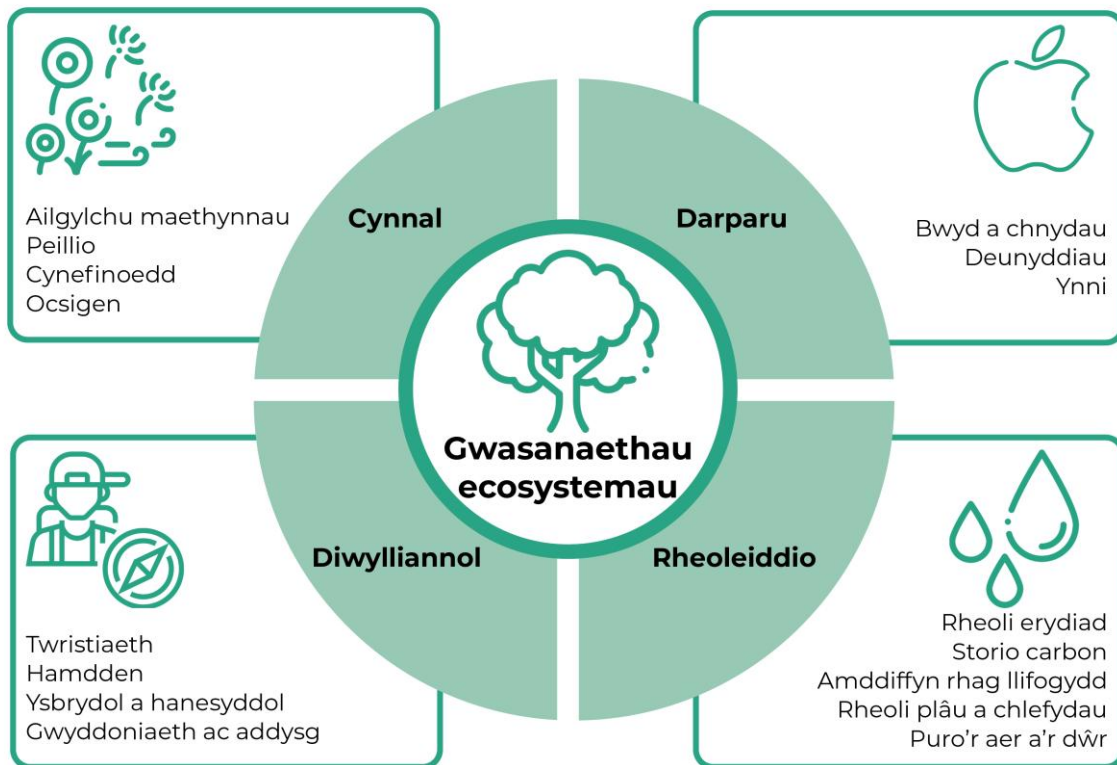 Cynnal
Ailgylchu maethynnau
Peillio
Cynefinoedd
Ocsigen
Darparu
Bwyd a chnydau
Deunyddiau
Ynni
Gwasanaethau
ecosystemau
Diwylliannol
Twristiaeth
Hamdden
Ysbrydol a hanesyddol
Gwyddoniaeth ac addysg
Rheoleiddio
Rheoli erydiad
Storio carbon
Amddiffyn rhag llifogydd
Rheoli plâu a chlefydau
Puro’r aer a’r dŵr